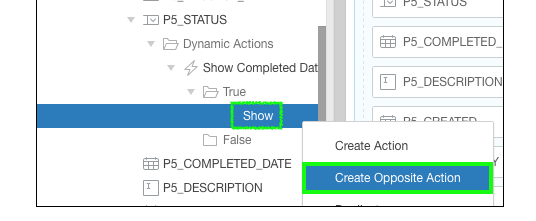 P5_STATUS
Dynamic Actions
Show Completed Dat
True
Show
False
P5_COMPLETED_DATE
P5_DESCRIPTION
P5_STATUS
P5_COMPLETED_
P5_DESCRIPTION
P5_CREATED
Y
Create Action
Create Opposite Action